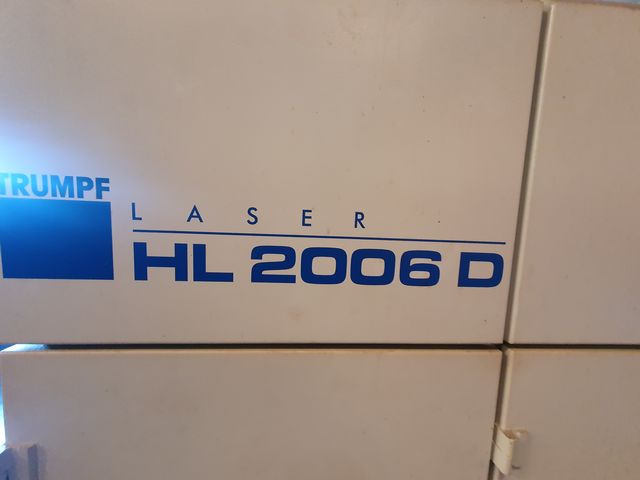 TRUMPF
LASER
HL 2006 D